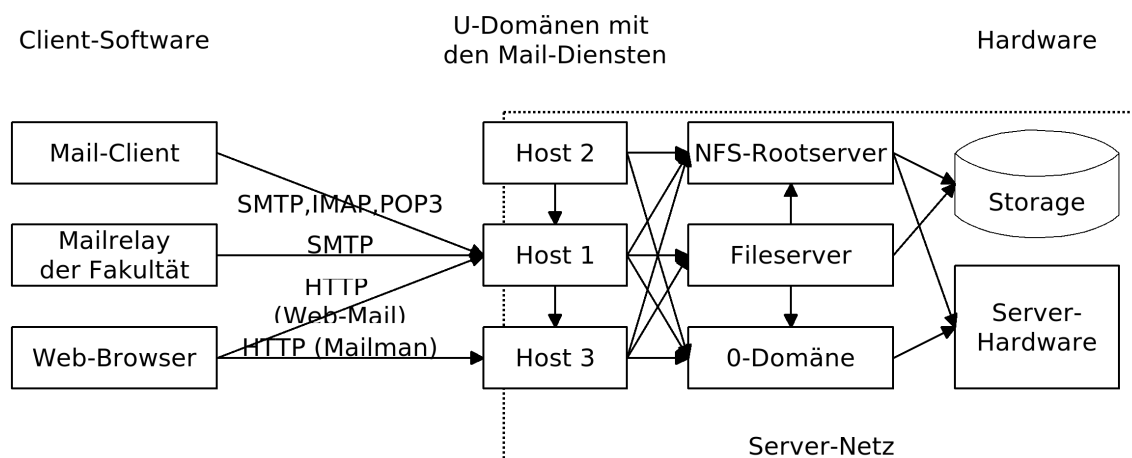 Client-Software
U-Domänen mit
den Mail-Diensten
Hardware
Mail-Client
Host 2
NFS-Rootserver
SMTP,IMAP,POP3
Storage
Mailrelay
der Fakultät
SMTP
Host 1
Fileserver
HTTP
(Web-Mail)
Server-
Hardware
Web-Browser
HTTP (Mailman)
Host 3
0-Domäne
Server-Netz